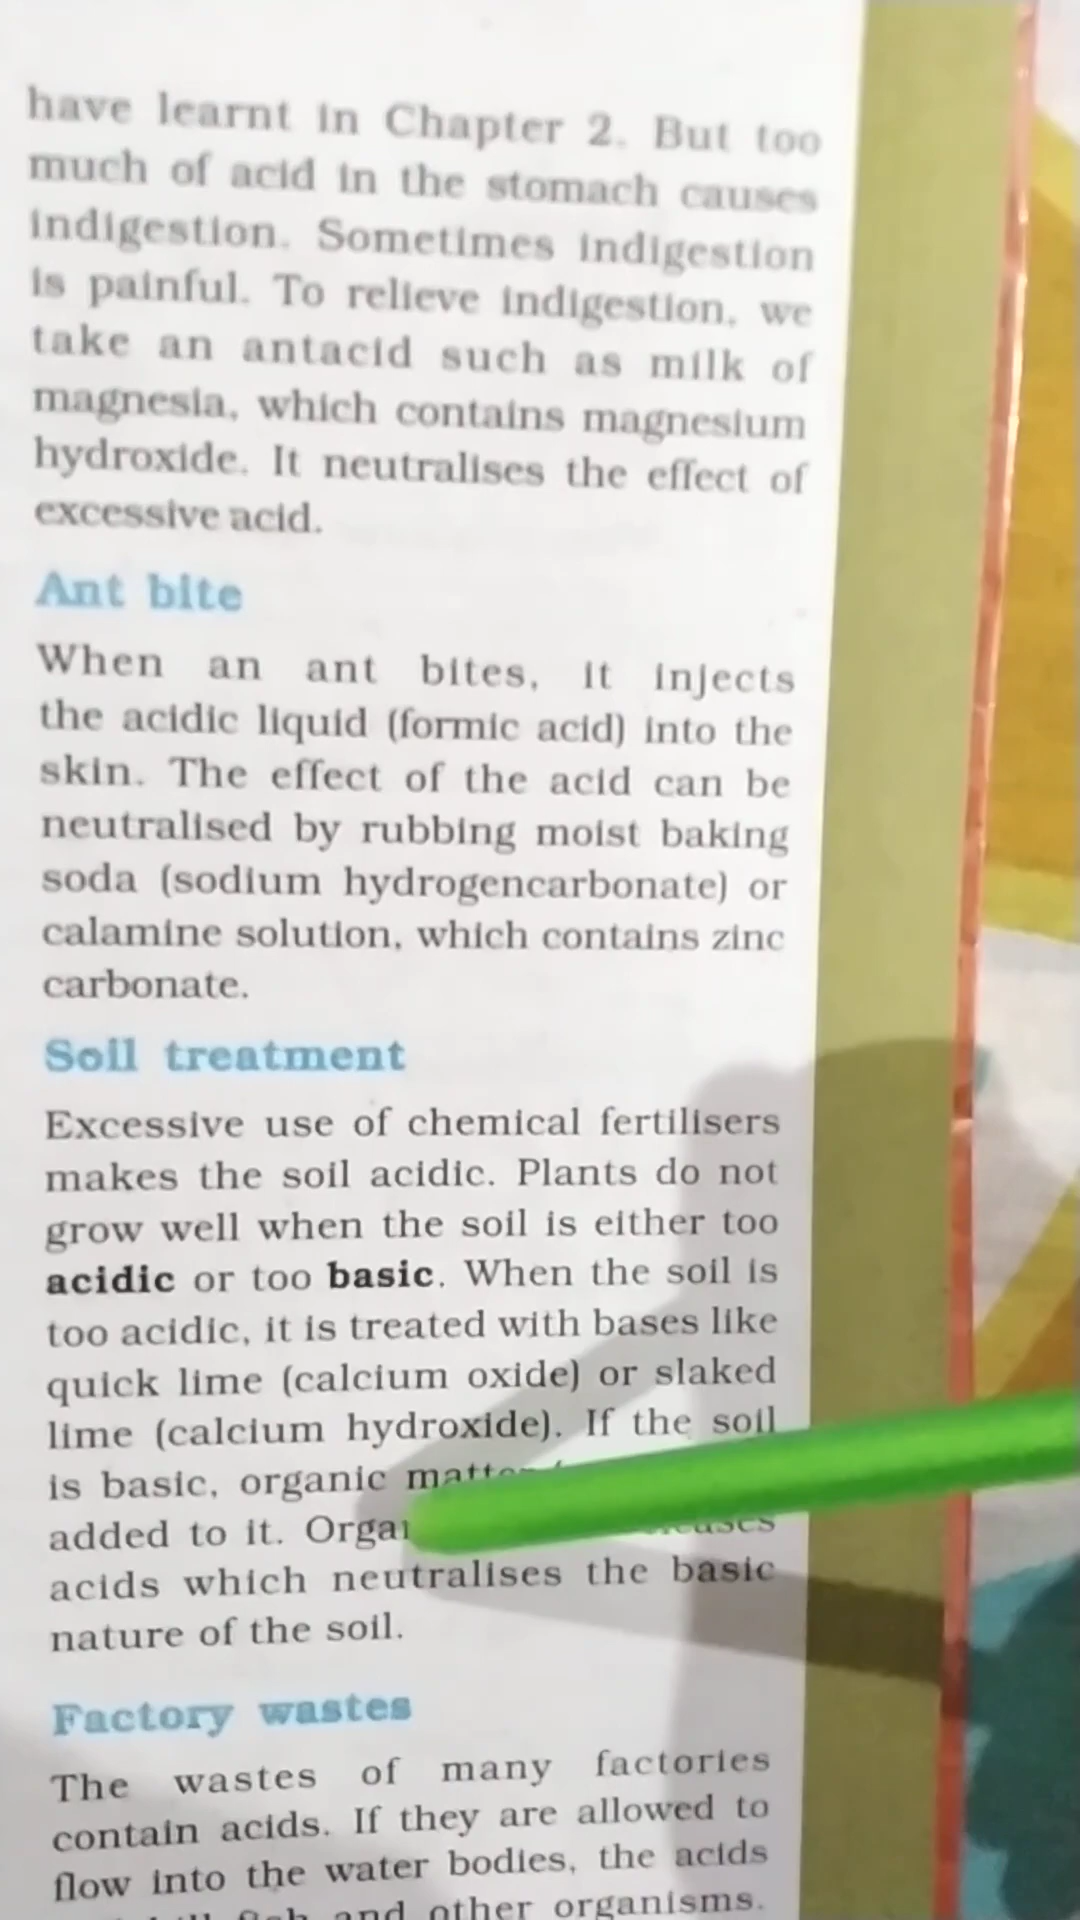 have learnt in Chapter 2. But too
much of acid in the stomach causes
indigestion. Sometimes indigestion
is painful. To relieve indigestion, we
take an antacid such as milk of
magnesia, which contains magnesium
hydroxide. It neutralises the effect of
excessive acid.
Ant bite
When an ant bites, it injects
the acidic liquid (formic acid) into the
skin. The effect of the acid can be
neutralised by rubbing moist baking
soda (sodium hydrogencarbonate) or
calamine solution, which contains zinc
carbonate.
Soil treatment
Excessive use of chemical fertilisers
makes the soil acidic. Plants do not
grow well when the soil is either too
acidic or too basic. When the soil is
too acidic, it is treated with bases like
quick lime (calcium oxide) or slaked
lime (calcium hydroxide). If the soil
is basic, organic
added to it.
acids which neutralises the basic
nature of the soil.
Factory wastes
The wastes of many factories
contain acids. If they are allowed to
flow into the water bodies, the acids
and other organisms.